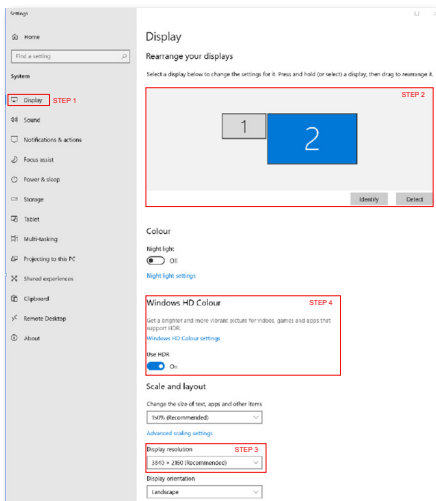 Settings
Home
Find a setting
System
Display
STEP 1
Sound
Notifications & actions
Focus assist
Power & sleep
Storage
Tablet
Multi-tasking
Projecting to this PC
Shared experiences
Clipboard
Remote Desktop
About
Display
Rearrange your displays
Select a display below to change the settings for it. Press and hold (or select) a display, then drag to rearrange it.
STEP 2
1
2
Identify
Detect
Colour
Night light
Off
Night light settings
Windows HD Colour
STEP 4
Get a brighter and more vibrant picture for videos, games and apps that
support HDR.
Windows HD Colour settings
Use HDR
On
Scale and layout
Change the size of text, apps and other items
150% (Recommended)
Advanced scaling settings
Display resolution
STEP 3
3840 × 2160 (Recommended)
Display orientation
Landscape